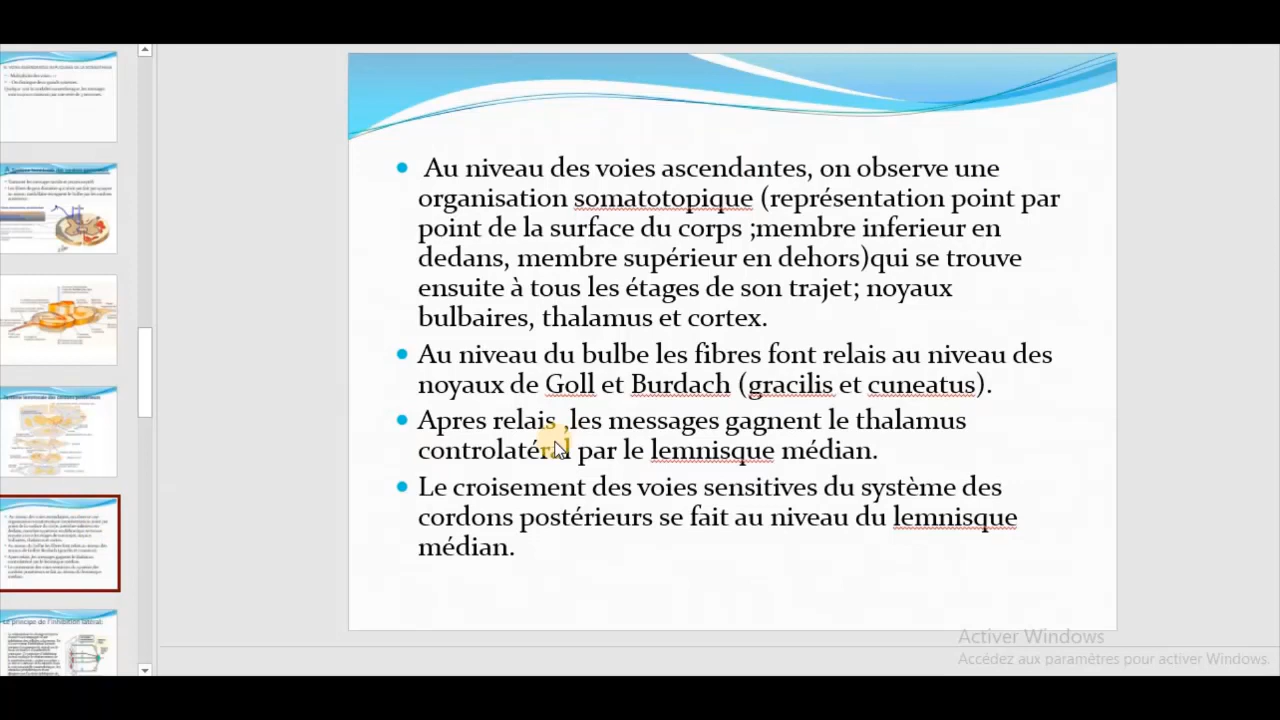 Au niveau des voies ascendantes, on observe une
organisation somatotopique (représentation point par
point de la surface du corps ;membre inferieur en
dedans, membre supérieur en dehors)qui se trouve
ensuite à tous les étages de son trajet; noyaux
bulbaires, thalamus et cortex.
Au niveau du bulbe les fibres font relais au niveau des
noyaux de Goll et Burdach (gracilis et cuneatus).
Apres relais ,les messages gagnent le thalamus
controlatéral par le lemnisque médian.
Le croisement des voies sensitives du système des
cordons postérieurs se fait au niveau du lemnisque
médian.
Le principe de l'inhibition latéral:
Activer Windows
Accédez aux paramètres pour activer Windows.